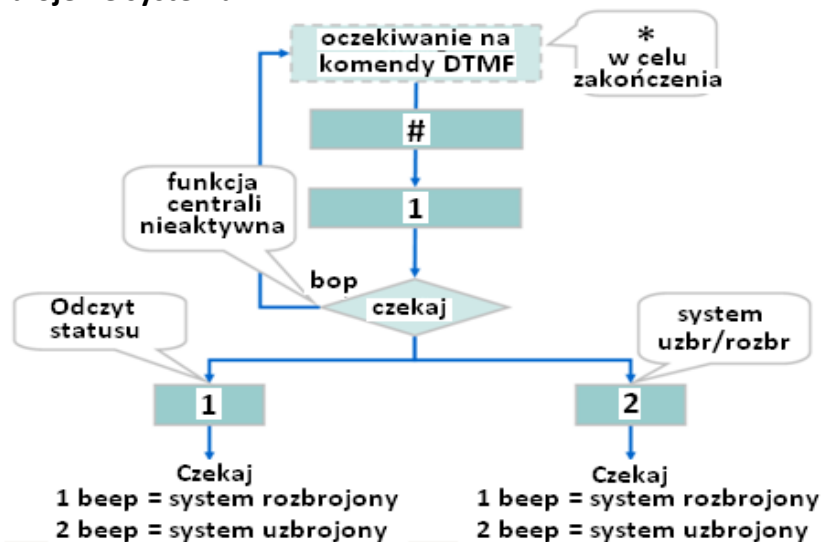 oczekiwanie na
komendy DTMF
*
w celu
zakończenia
#
funkcja
centrali
nieaktywna
1
bop
czekaj
Odczyt
statusu
system
uzbr/rozbr
1
2
Czekaj
1 beep = system rozbrojony
2 beep = system uzbrojony
Czekaj
1 beep = system rozbrojony
2 beep = system uzbrojony